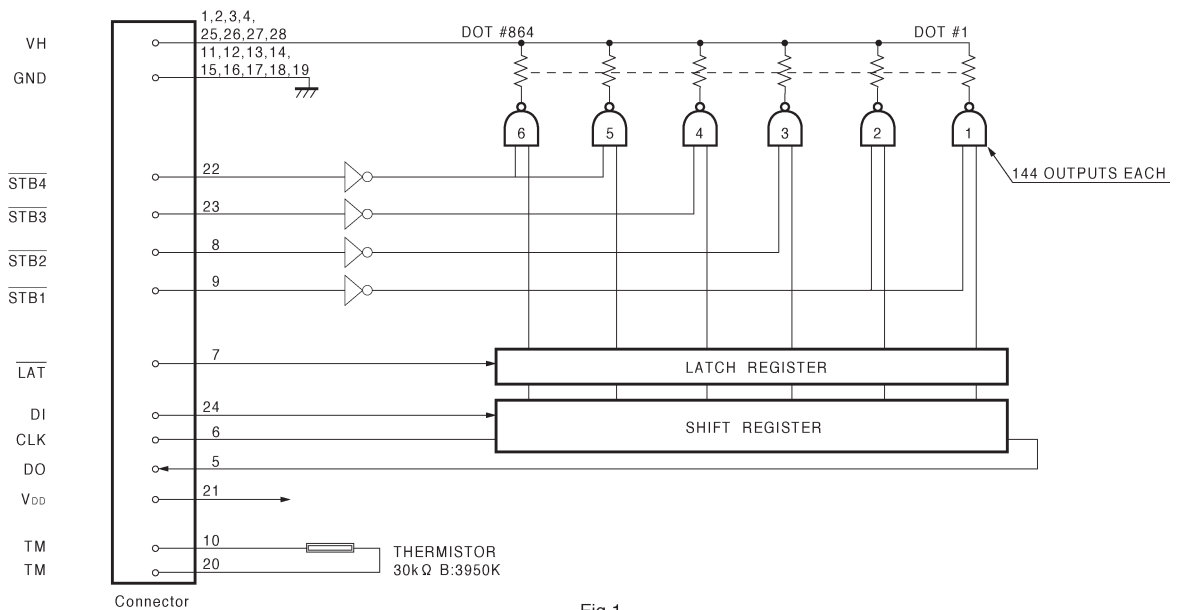 1,2,3,4,
VH 25,26,27,28 DOT #864 DOT #1
11,12,13,14,
GND 15,16,17,18,19
6 5 4 3 2 1
144 OUTPUTS EACH
STB4 22
STB3 23
STB2 8
STB1 9
LAT 7 LATCH REGISTER
DI 24
SHIFT REGISTER
CLK 6
DO 5
VDD 21
TM 10 THERMISTOR
TM 20 30kΩ B:3950K
Connector
Fig.1